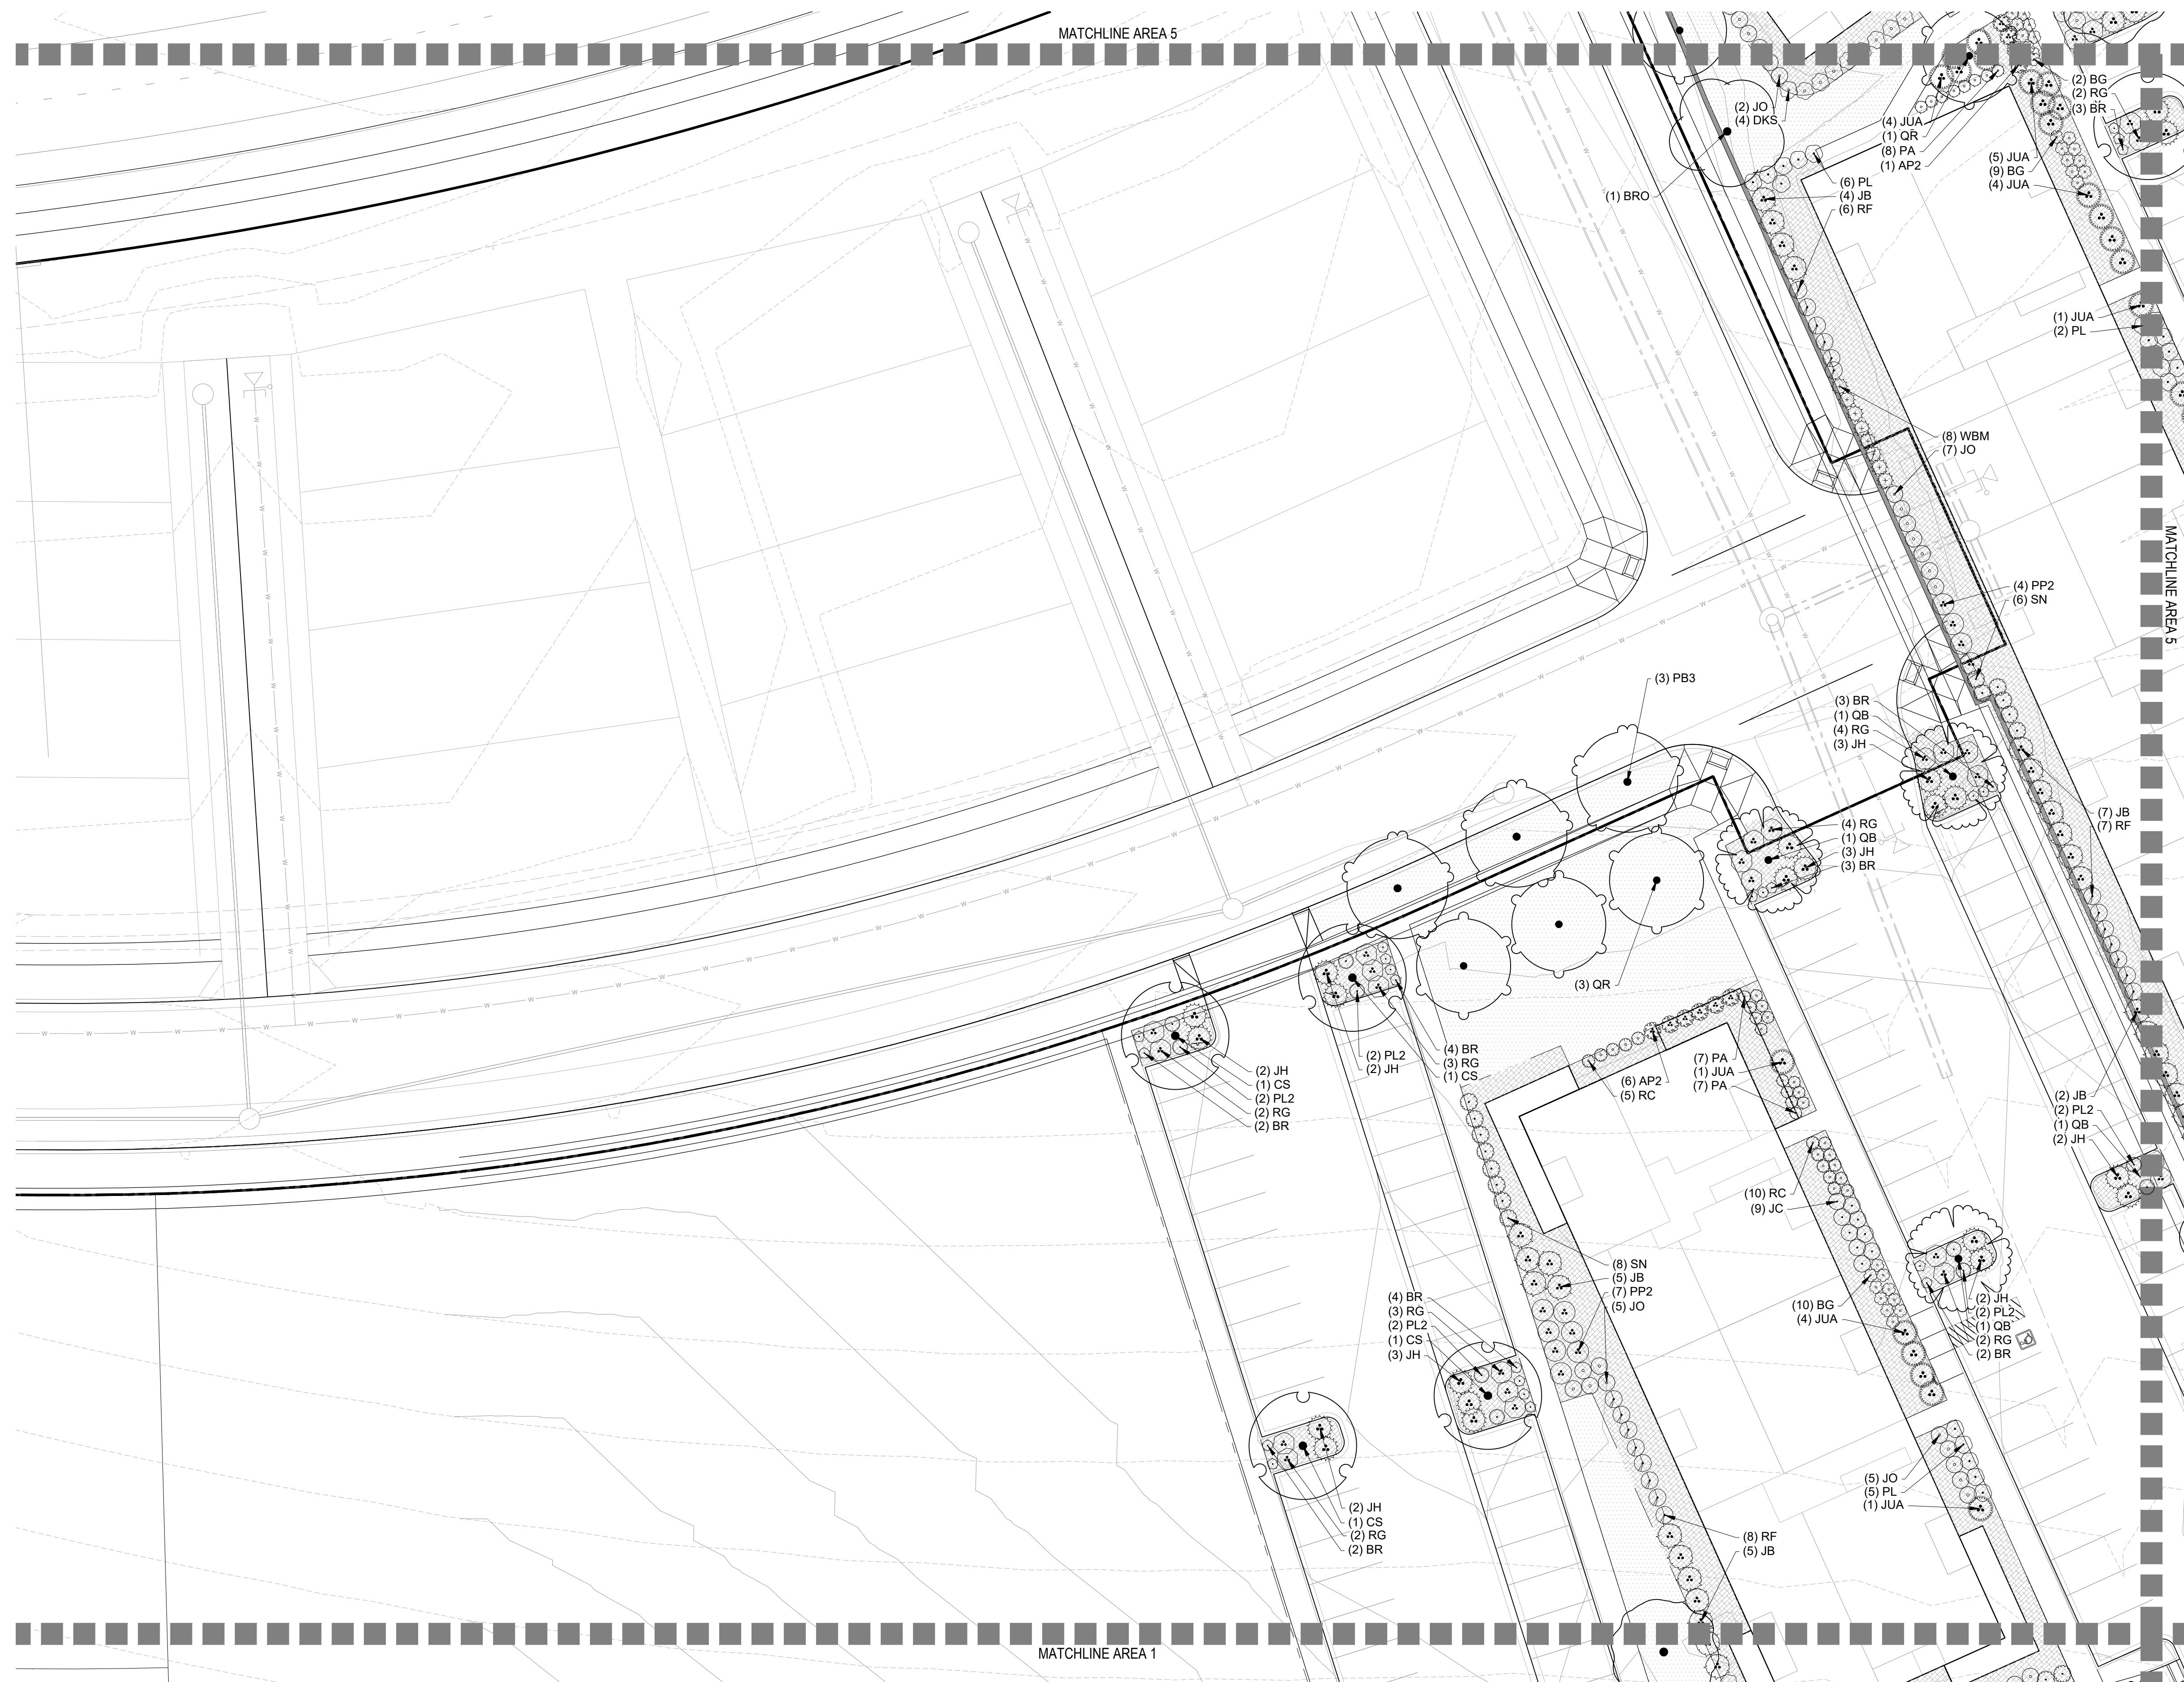 MATCHLINE AREA 5
(2) JO
(4) DKS
(4) JUA
(1) QR
(8) PA
(1) AP2
(2) BG
(2) RG
(3) BR
(5) JUA
(9) BG
(4) JUA
(1) BRO
(6) PL
(4) JB
(6) RF
(1) JUA
(2) PL
(8) WBM
(7) JO
MATCHLINE AREA 5
(4) PP2
(6) SN
(3) PB3
(3) BR
(1) QB
(4) RG
(3) JH
(7) JB
(7) RF
(4) RG
(1) QB
(3) JH
(3) BR
(3) QR
(2) PL2
(2) JH
(4) BR
(3) RG
(1) CS
(2) JH
(1) CS
(2) PL2
(2) RG
(2) BR
(6) AP2
(5) RC
(7) PA
(1) JUA
(7) PA
(2) JB
(2) PL2
(1) QB
(2) JH
(10) RC
(9) JC
(8) SN
(5) JB
(7) PP2
(5) JO
(4) BR
(3) RG
(2) PL2
(1) CS
(3) JH
(10) BG
(4) JUA
(2) JH
(2) PL2
(1) QB
(2) RG
(2) BR
(5) JO
(5) PL
(1) JUA
(2) JH
(1) CS
(2) RG
(2) BR
(8) RF
(5) JB
MATCHLINE AREA 1